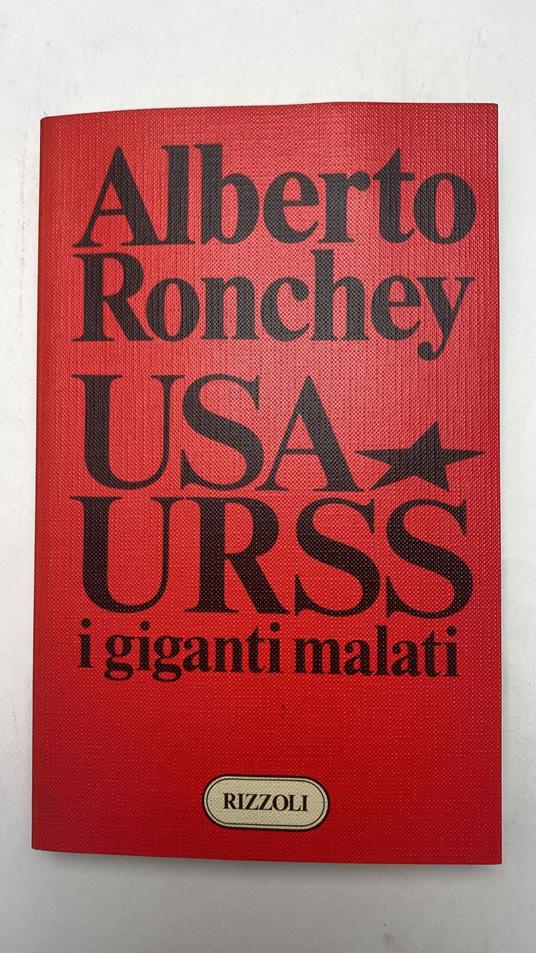 Alberto
Ronchey
USA
URSS
i giganti malati
RIZZOLI